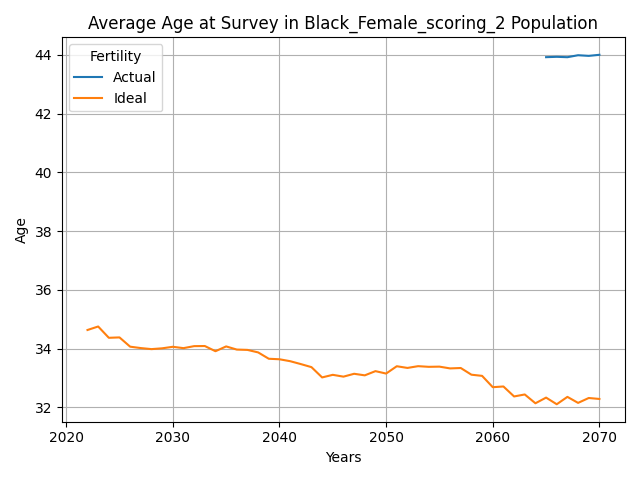 Average Age at Survey in Black_Female_scoring_2 Population
Fertility
Actual
Ideal
44
42
40
38
36
34
32
Age
2020 2030 2040 2050 2060 2070
Years